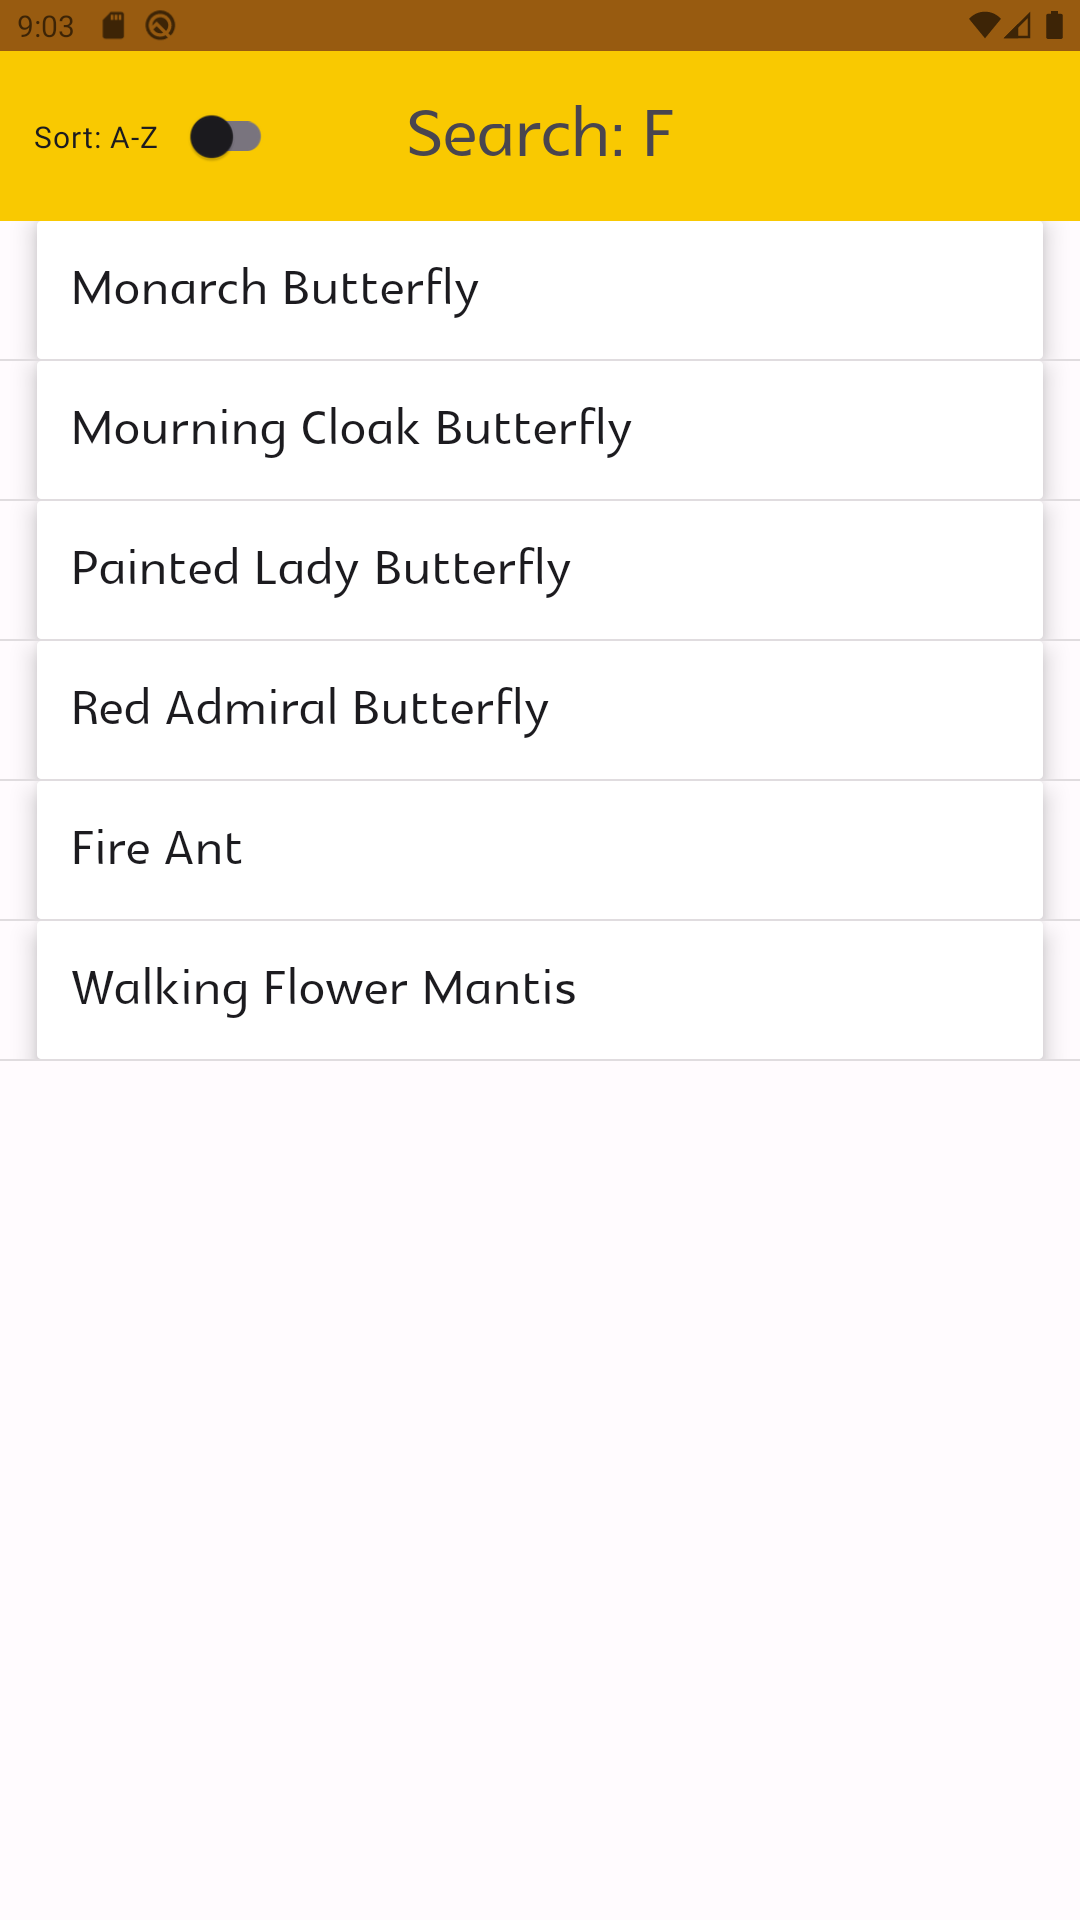 9:03
Sort: A-Z
Search: F
Monarch Butterfly
Mourning Cloak Butterfly
Painted Lady Butterfly
Red Admiral Butterfly
Fire Ant
Walking Flower Mantis